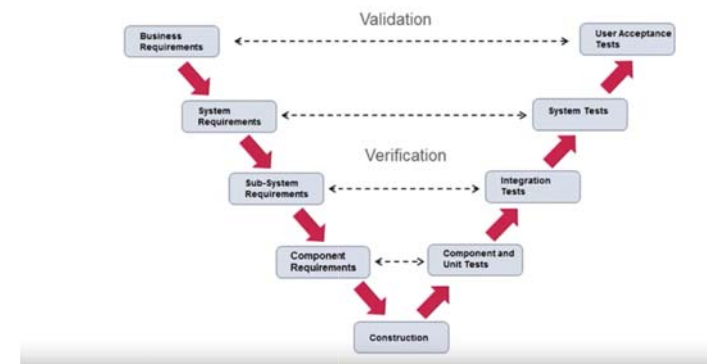 Validation
Business
Requirements
User Acceptance
Tests
System
Requirements
System Tests
Verification
Sub-System
Requirements
Integration
Tests
Component
Requirements
Component and
Unit Tests
Construction